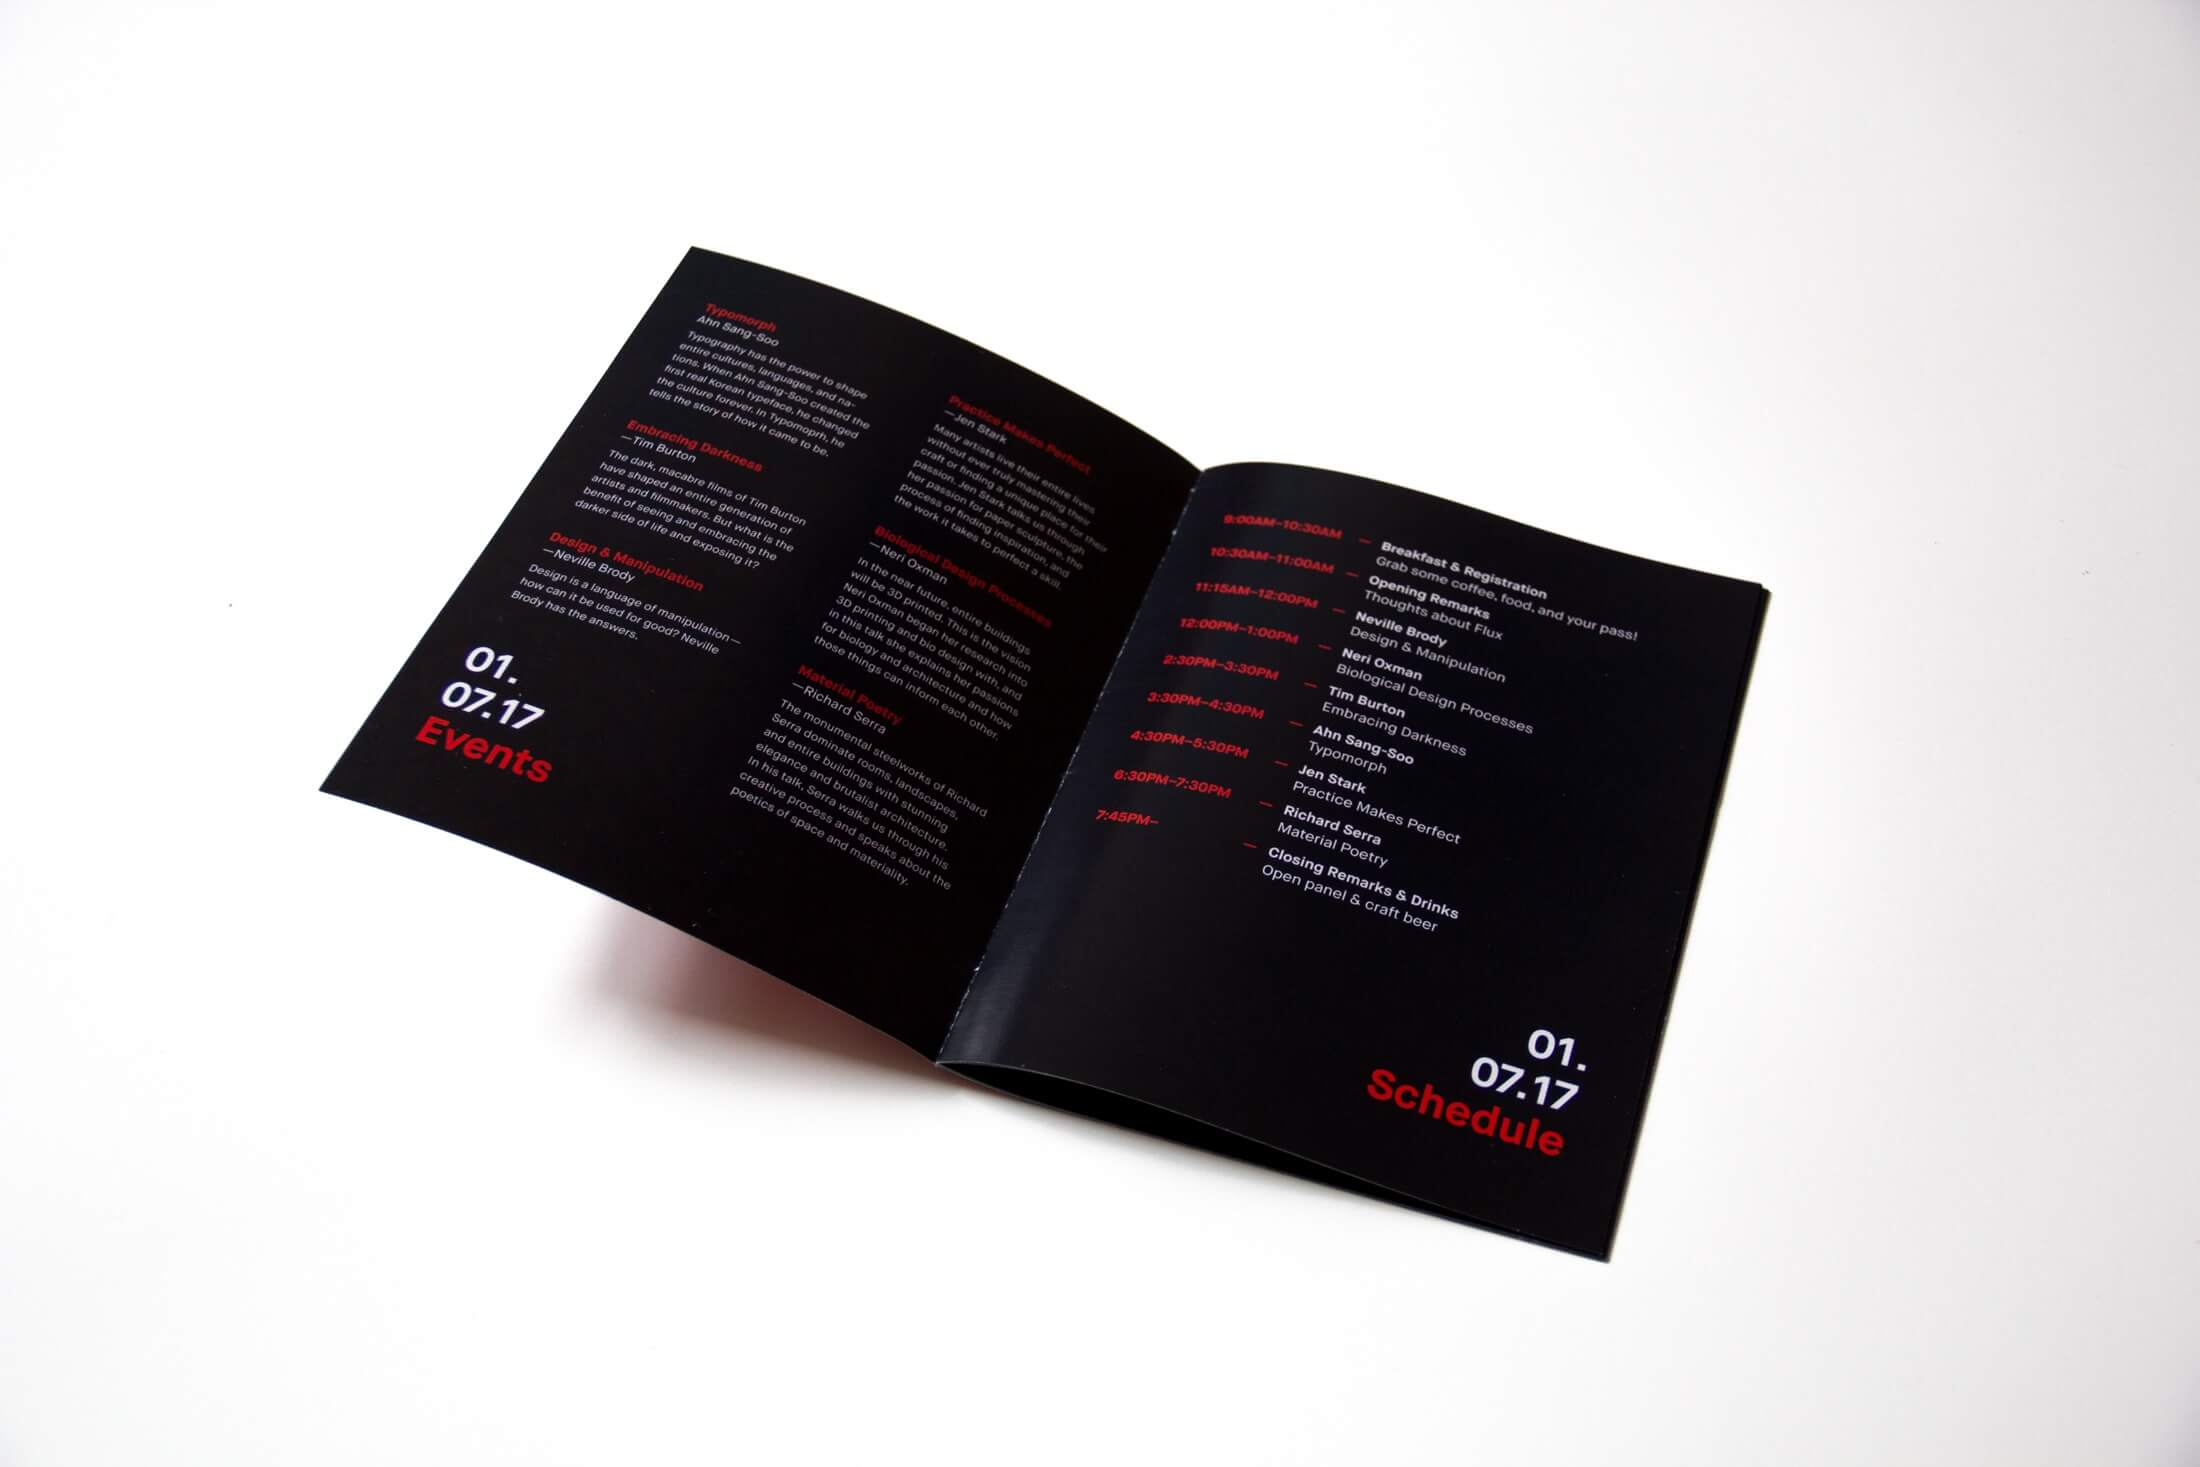 Typomorph
Ahn Sang-Soo
Typography has the power to shape
entire cultures, languages, and na-
tions. When Ahn Sang-Soo created the
first real Korean typeface, he changed
the culture forever. In Typomoprh, he
tells the story of how it came to be.
Embracing Darkness
—Tim Burton
The dark, macabre films of Tim Burton
have shaped an entire generation of
artists and filmmakers. But what is the
benefit of seeing and embracing the
darker side of life and exposing it?
Design & Manipulation
—Neville Brody
Design is a language of manipulation—
how can it be used for good? Neville
Brody has the answers.
01.
07.17
Events
Practice Makes Perfect
—Jen Stark
Many artists live their entire lives
without ever truly mastering their
craft or finding a unique place for their
passion. Jen Stark talks us through
her passion for paper sculpture, the
process of finding inspiration, and
the work it takes to perfect a skill.
Biological Design Processes
—Neri Oxman
In the near future, entire buildings
will be 3D printed. This is the vision
Neri Oxman began her research into
3D printing and bio design with, and
in this talk she explains her passions
for biology and architecture and how
those things can inform each other.
Material Poetry
—Richard Serra
The monumental steelworks of Richard
Serra dominate rooms, landscapes,
and entire buildings with stunning
elegance and brutalist architecture.
In his talk, Serra walks us through his
creative process and speaks about the
poetics of space and materiality.
9:00AM–10:30AM — Breakfast & Registration
Grab some coffee, food, and your pass!
10:30AM–11:00AM — Opening Remarks
Thoughts about Flux
11:15AM–12:00PM — Neville Brody
Design & Manipulation
12:00PM–1:00PM — Neri Oxman
Biological Design Processes
2:30PM–3:30PM — Tim Burton
Embracing Darkness
3:30PM–4:30PM — Ahn Sang-Soo
Typomorph
4:30PM–5:30PM — Jen Stark
Practice Makes Perfect
6:30PM–7:30PM — Richard Serra
Material Poetry
7:45PM– — Closing Remarks & Drinks
Open panel & craft beer
01.
07.17
Schedule